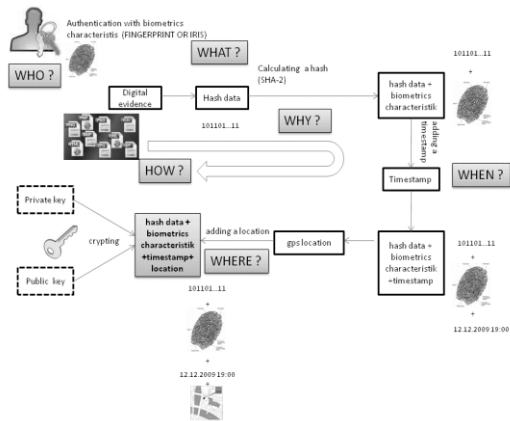 Authentication with biometrics
characteristis (FINGERPRINT OR IRIS)
WHO ?
WHAT ?
Calculating a hash
(SHA-2)
Digital
evidence
Hash data
101101...11
WHY ?
HOW ?
hash data +
biometrics
characteristik
101101...11
+
adding a
timestamp
Timestamp
WHEN ?
hash data +
biometrics
characteristik
+timestamp
101101...11
+
+
12.12.2009 19:00
gps location
adding a location
WHERE ?
hash data +
biometrics
characteristik
+timestamp+
location
Private key
crypting
Public key
101101...11
+
+
12.12.2009 19:00
+